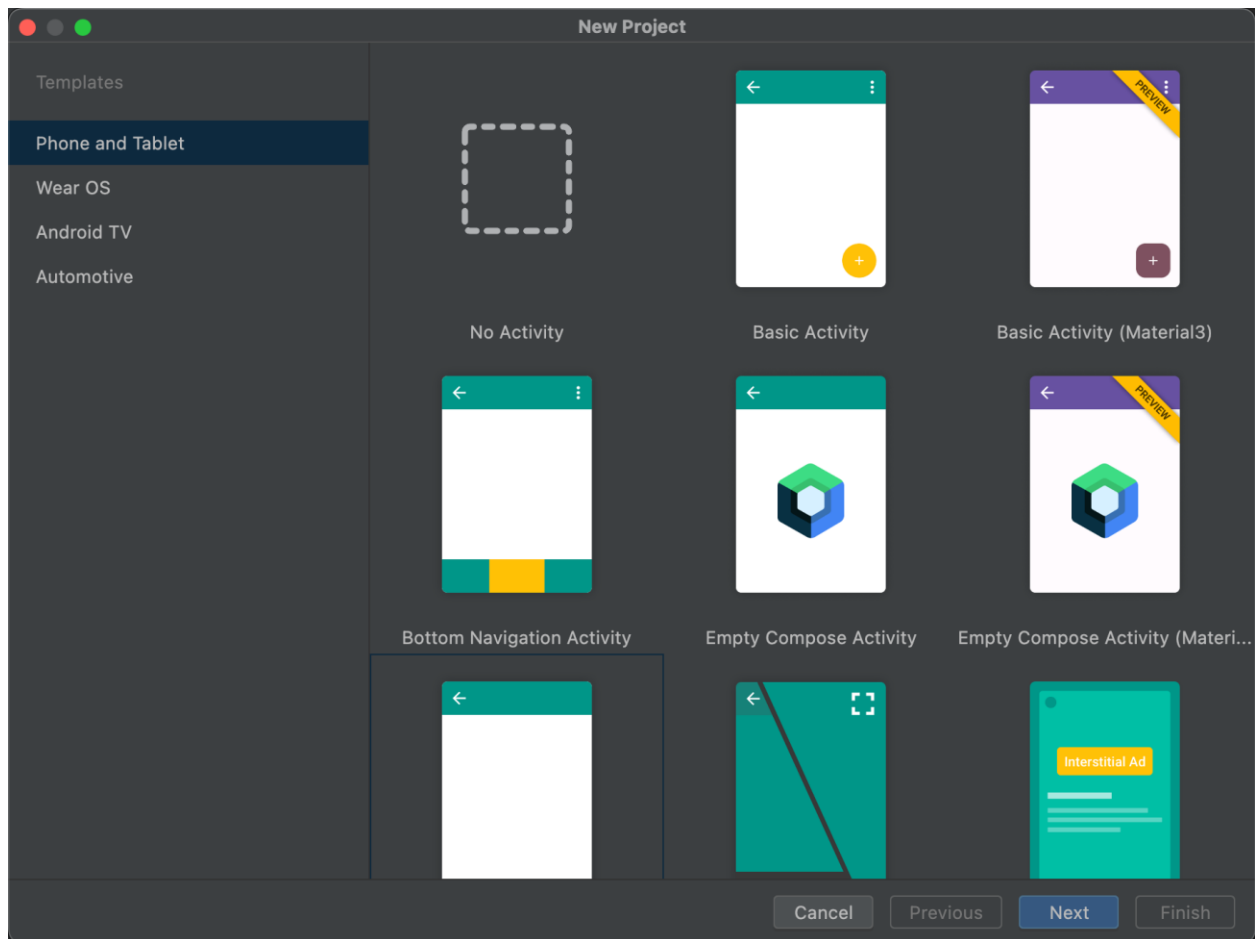 New Project
Templates
Phone and Tablet
Wear OS
Android TV
Automotive
PREVIEW
No Activity
Basic Activity
Basic Activity (Material3)
PREVIEW
Bottom Navigation Activity
Empty Compose Activity
Empty Compose Activity (Materi...
Interstitial Ad
Cancel
Previous
Next
Finish